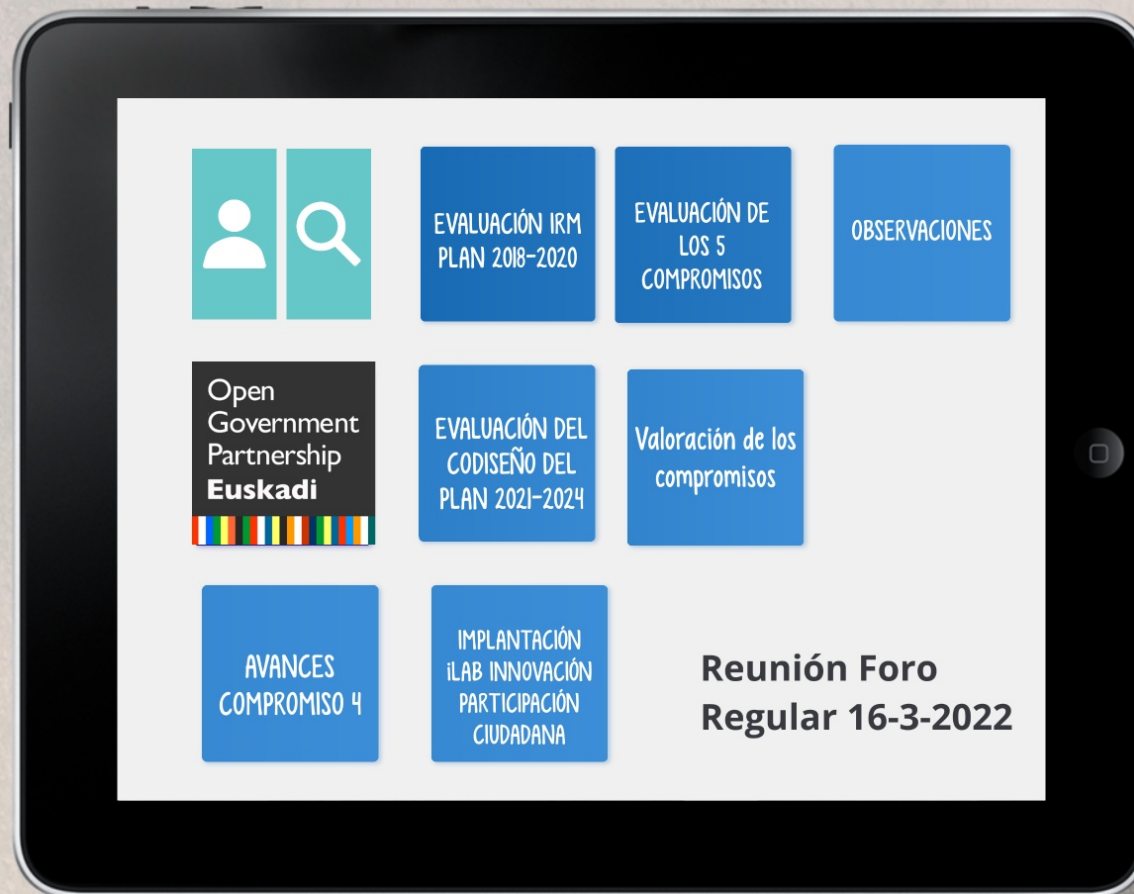 EVALUACIÓN IRM
PLAN 2018-2020
EVALUACIÓN DE
LOS 5
COMPROMISOS
OBSERVACIONES
Open
Government
Partnership
Euskadi
EVALUACIÓN DEL
CODISEÑO DEL
PLAN 2021-2024
Valoración de los
compromisos
AVANCES
COMPROMISO 4
IMPLANTACIÓN
iLAB INNOVACIÓN
PARTICIPACIÓN
CIUDADANA
Reunión Foro
Regular 16-3-2022